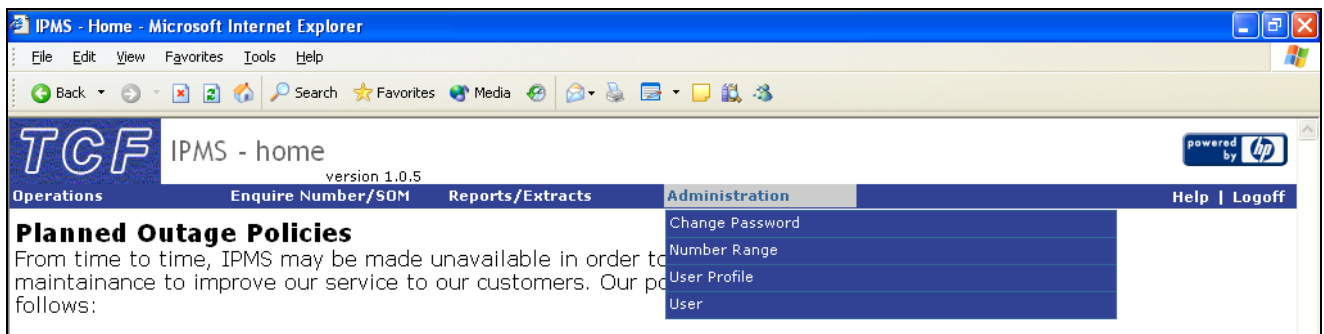 IPMS - Home - Microsoft Internet Explorer
File Edit View Favorites Tools Help
Back Search Favorites Media
TCF IPMS - home
version 1.0.5
powered by hp
Operations Enquire Number/SOM Reports/Extracts Administration Help | Logoff
Change Password
Number Range
User Profile
User
Planned Outage Policies
From time to time, IPMS may be made unavailable in order to
maintainance to improve our service to our customers. Our po
follows: